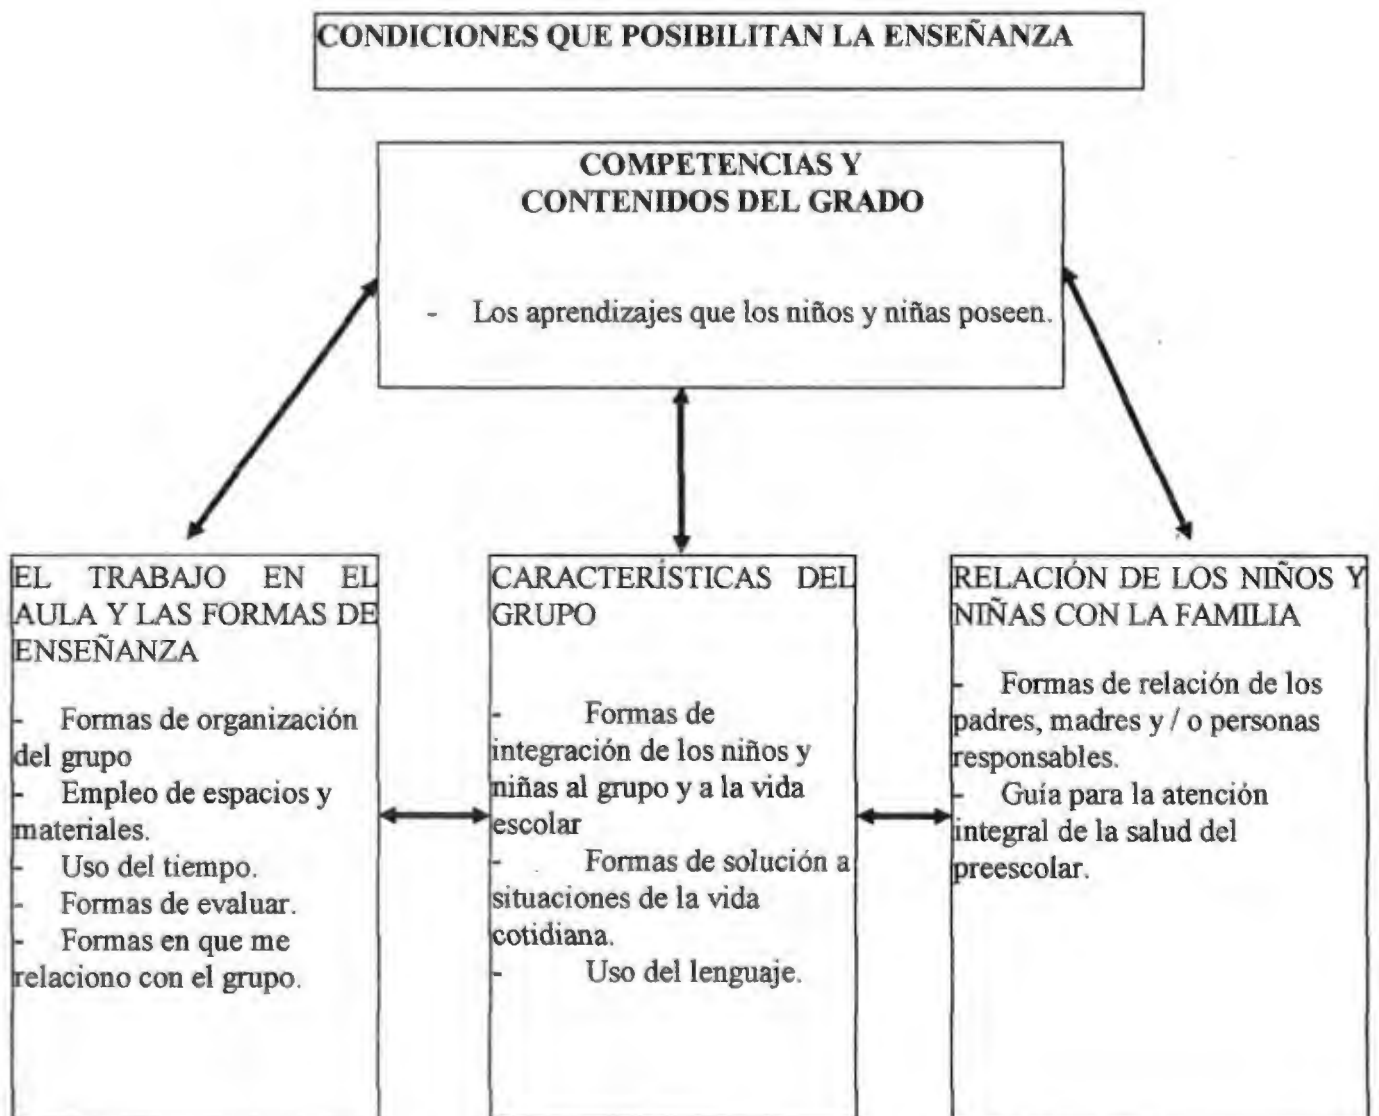 CONDICIONES QUE POSIBILITAN LA ENSEÑANZA
COMPETENCIAS Y
CONTENIDOS DEL GRADO
- Los aprendizajes que los niños y niñas poseen.
EL TRABAJO EN EL
AULA Y LAS FORMAS DE
ENSEÑANZA
- Formas de organización
del grupo
- Empleo de espacios y
materiales.
- Uso del tiempo.
- Formas de evaluar.
- Formas en que me
relaciono con el grupo.
CARACTERÍSTICAS DEL
GRUPO
- Formas de
integración de los niños y
niñas al grupo y a la vida
escolar
- Formas de solución a
situaciones de la vida
cotidiana.
- Uso del lenguaje.
RELACIÓN DE LOS NIÑOS Y
NIÑAS CON LA FAMILIA
- Formas de relación de los
padres, madres y / o personas
responsables.
- Guía para la atención
integral de la salud del
preescolar.